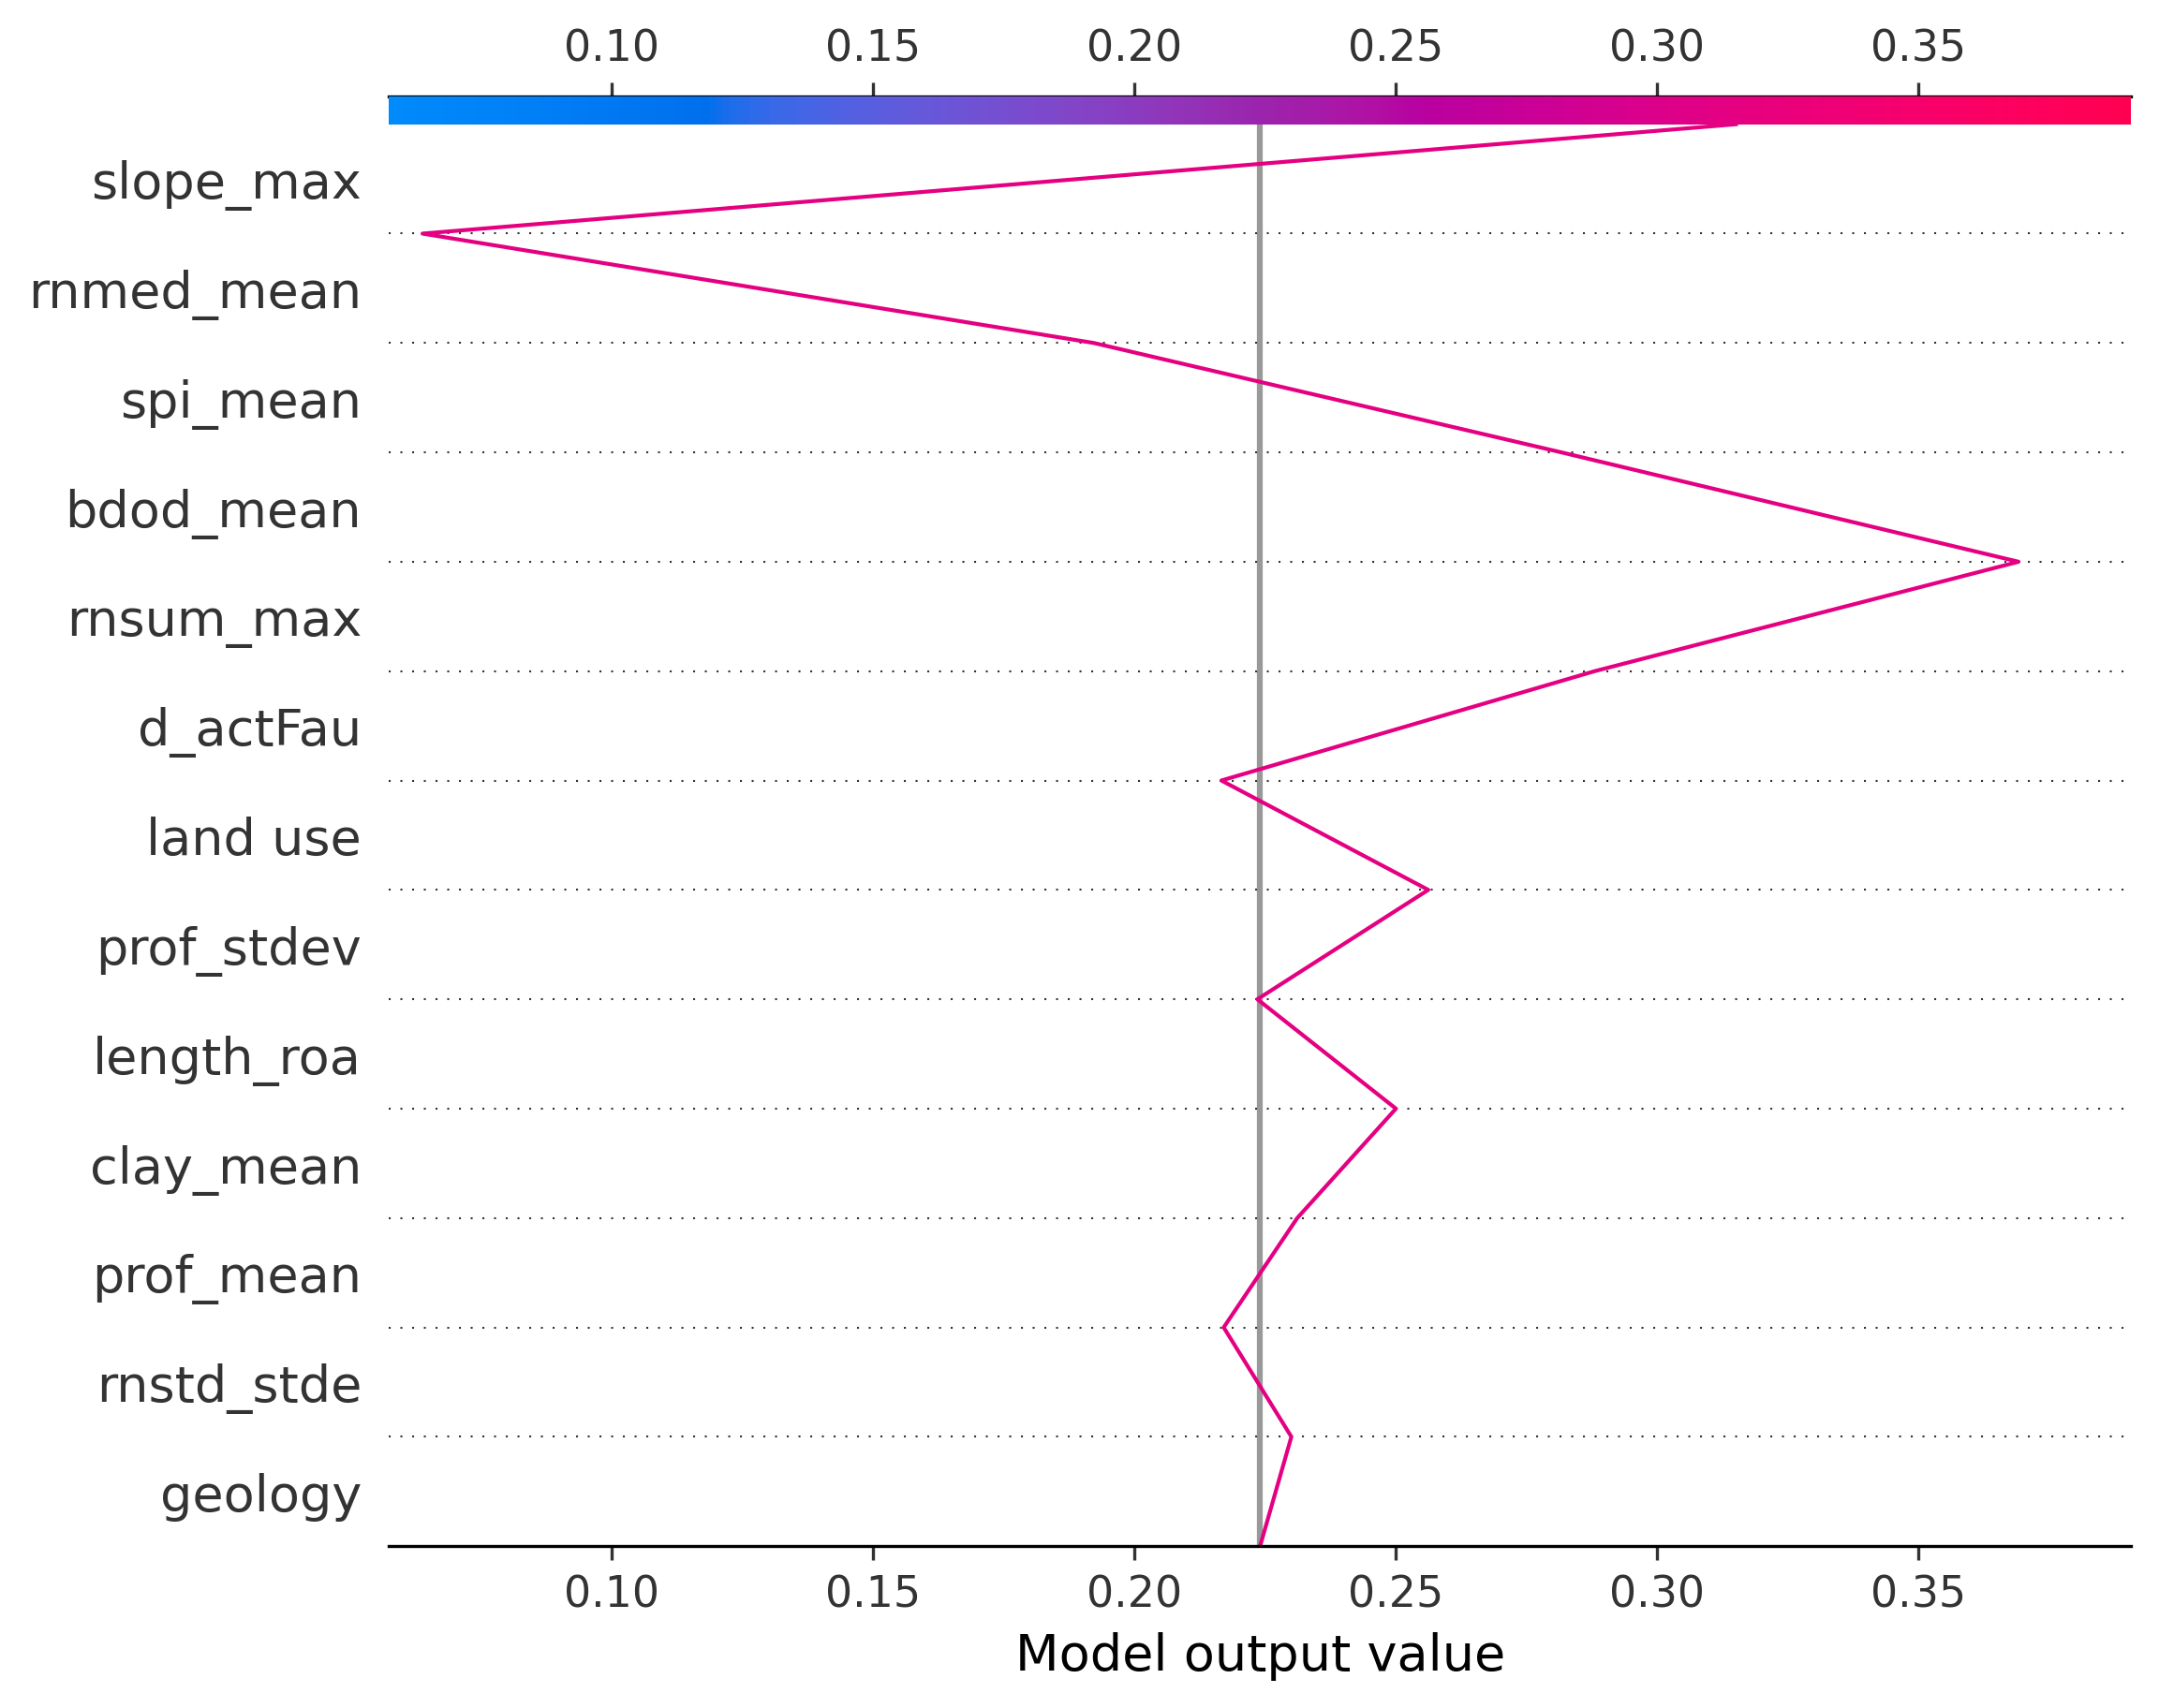 0.10 0.15 0.20 0.25 0.30 0.35
slope_max
rnmed_mean
spi_mean
bdod_mean
rnsum_max
d_actFau
land use
prof_stdev
length_roa
clay_mean
prof_mean
rnstd_stde
geology
0.10 0.15 0.20 0.25 0.30 0.35
Model output value